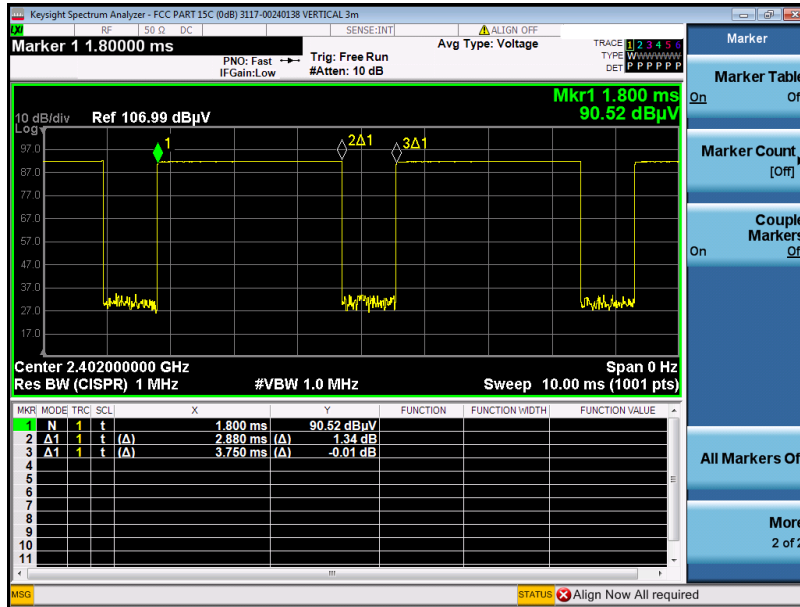 Keysight Spectrum Analyzer - FCC PART 15C (0dB) 3117-00240138 VERTICAL 3m
LXI RF 50 Ω DC SENSE:INT ALIGN OFF
Marker 1 1.80000 ms
PNO: Fast
IFGain:Low
Trig: Free Run
#Atten: 10 dB
Avg Type: Voltage
TRACE 1 2 3 4 5 6
TYPE WWWWWW
DET P P P P P P
Mkr1 1.800 ms
90.52 dBµV
10 dB/div Ref 106.99 dBµV
Log
1
2Δ1
3Δ1
97.0
87.0
77.0
67.0
57.0
47.0
37.0
27.0
17.0
Center 2.402000000 GHz Span 0 Hz
Res BW (CISPR) 1 MHz #VBW 1.0 MHz Sweep 10.00 ms (1001 pts)
MKR MODE TRC SCL X Y FUNCTION FUNCTION WIDTH FUNCTION VALUE
1 N 1 t 1.800 ms 90.52 dBµV
2 Δ1 1 t (Δ) 2.880 ms (Δ) 1.34 dB
3 Δ1 1 t (Δ) 3.750 ms (Δ) -0.01 dB
4
5
6
7
8
9
10
11
MSG STATUS Align Now All required
Marker
Marker Table
On Of
Marker Count
[Off]
Couple
Markers
On Of
All Markers Of
More
2 of 2